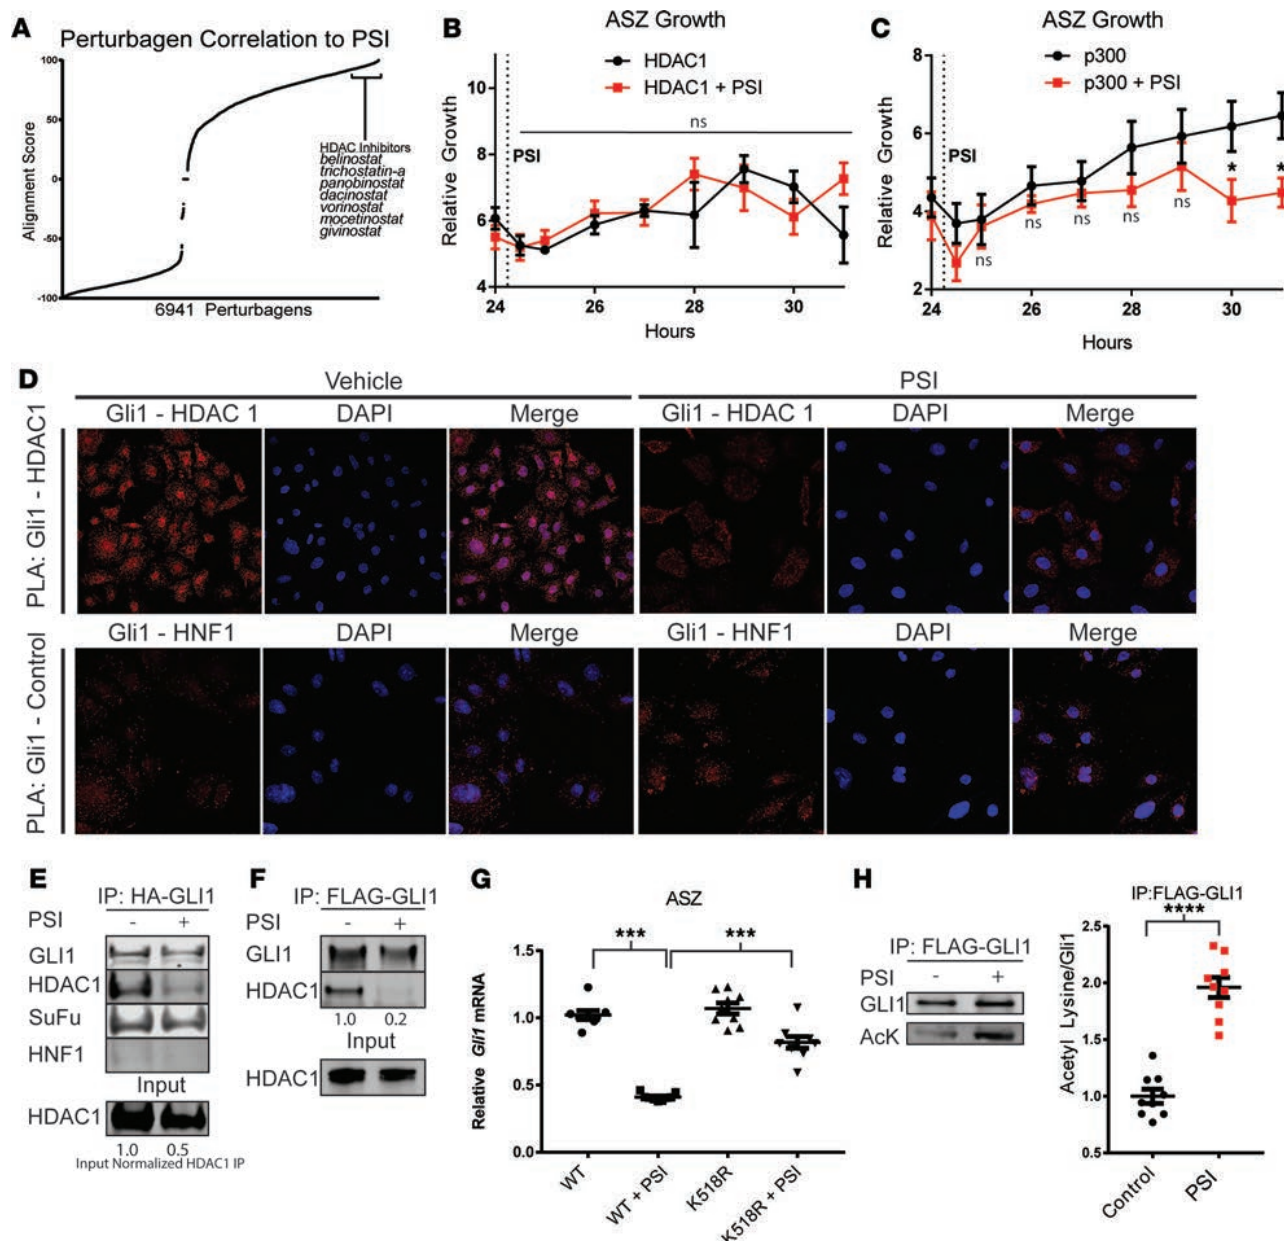 A
Perturbagen Correlation to PSI
100
50
0
-50
-100
Alignment Score
HDAC Inhibitors
belinostat
trichostatin-a
panobinostat
dacinostat
vorinostat
mocetinostat
givinostat
6941 Perturbagens
B
ASZ Growth
HDAC1
HDAC1 + PSI
ns
PSI
Relative Growth
10
8
6
4
24
26
28
30
Hours
C
ASZ Growth
p300
p300 + PSI
PSI
Relative Growth
8
6
4
2
ns
ns
ns
ns
ns
*
*
24
26
28
30
Hours
D
Vehicle
PSI
PLA: Gli1 - HDAC1
Gli1 - HDAC 1
DAPI
Merge
Gli1 - HDAC 1
DAPI
Merge
PLA: Gli1 - Control
Gli1 - HNF1
DAPI
Merge
Gli1 - HNF1
DAPI
Merge
E
IP: HA-GLI1
PSI - +
GLI1
HDAC1
SuFu
HNF1
Input
HDAC1
1.0 0.5
Input Normalized HDAC1 IP
F
IP: FLAG-GLI1
PSI - +
GLI1
HDAC1
1.0 0.2
Input
HDAC1
G
ASZ
***
***
Relative Gli1 mRNA
1.5
1.0
0.5
0.0
WT
WT + PSI
K518R
K518R + PSI
H
IP: FLAG-GLI1
PSI - +
GLI1
AcK
IP:FLAG-GLI1
****
Acetyl Lysine/Gli1
2.5
2.0
1.5
1.0
0.5
Control
PSI